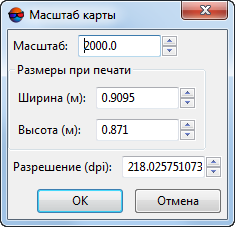 Масштаб карты
Масштаб: 2000.0
Размеры при печати
Ширина (м): 0.9095
Высота (м): 0.871
Разрешение (dpi): 218.025751073
OK Отмена